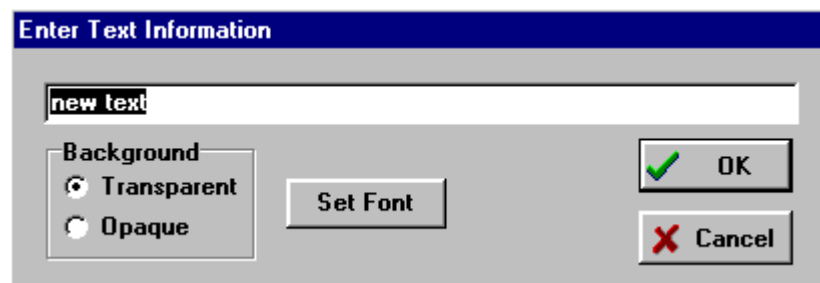 Enter Text Information
new text
Background
Transparent
Opaque
Set Font
OK
Cancel